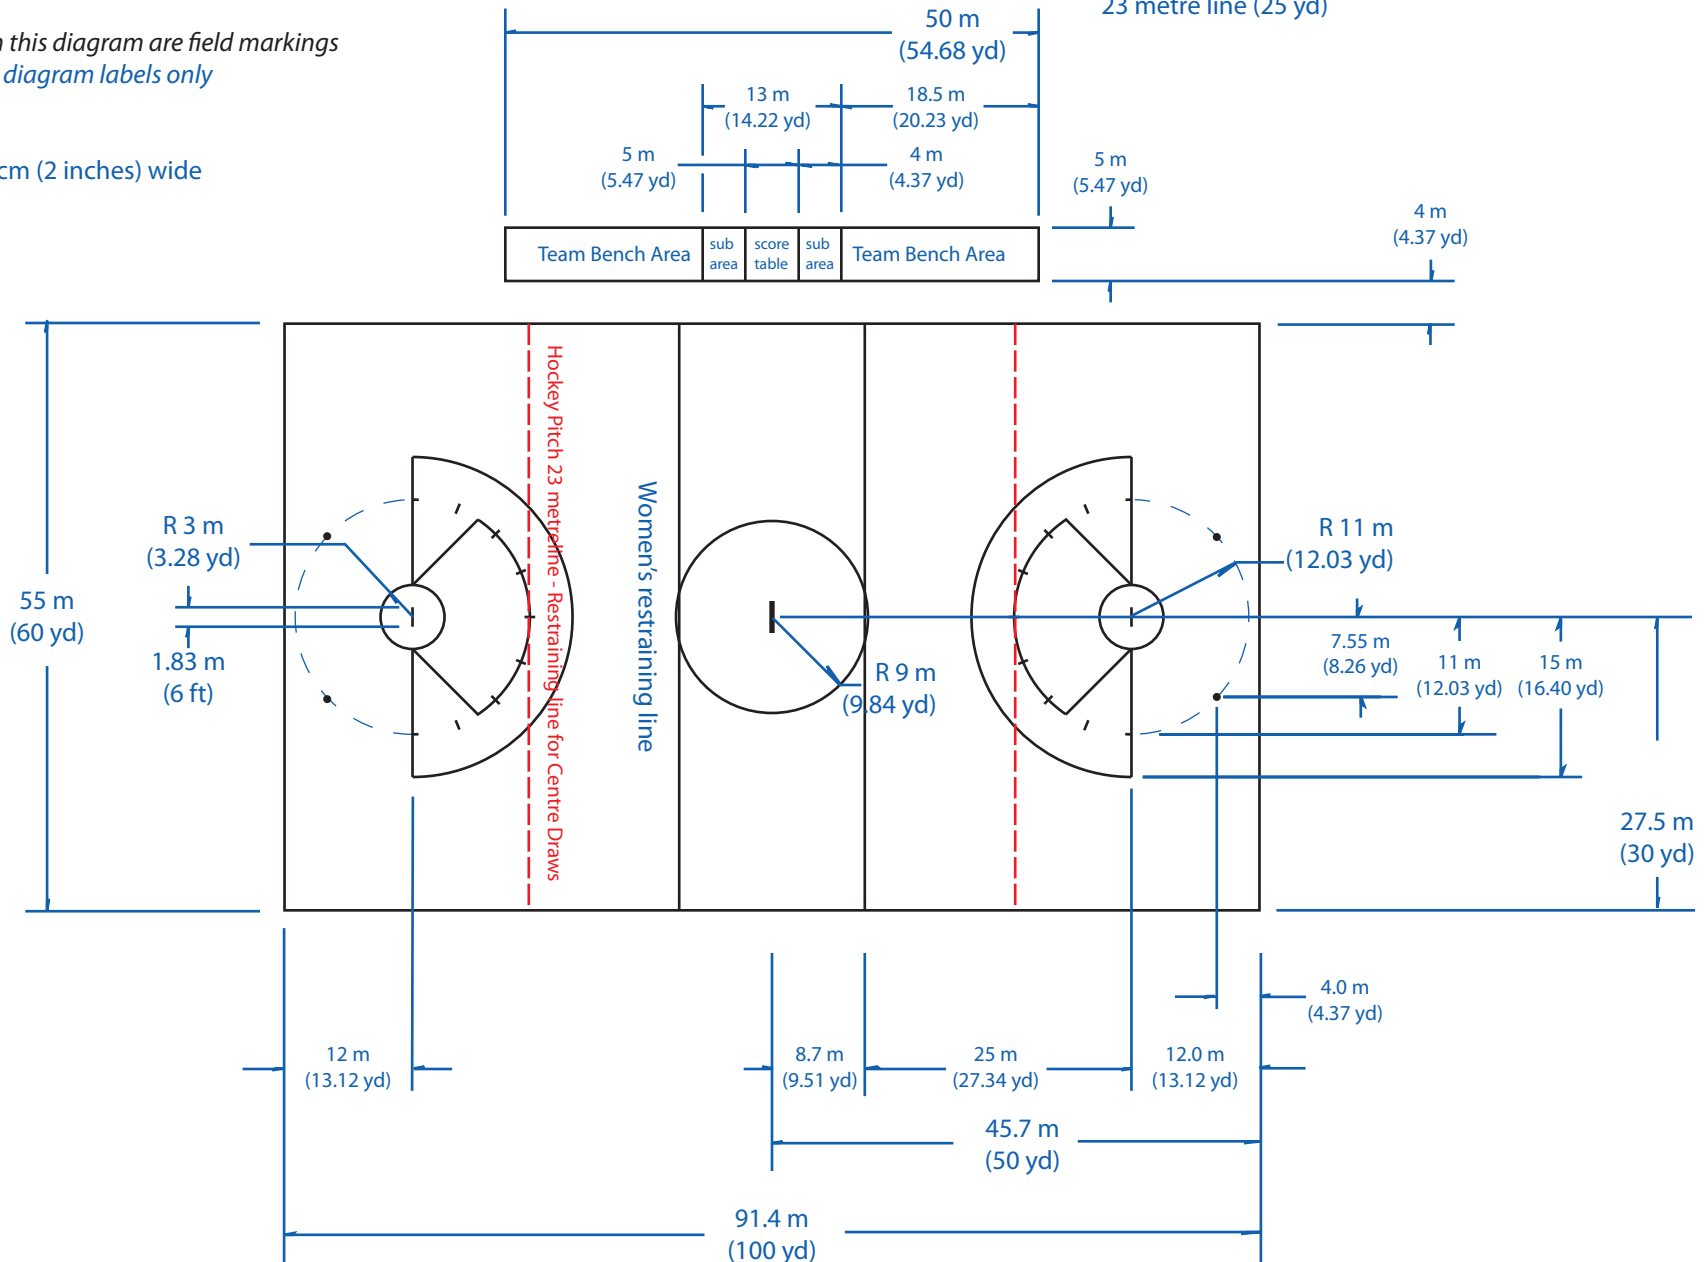 23 metre line (25 yd)
this diagram are field markings
diagram labels only
cm (2 inches) wide
50 m
(54.68 yd)
13 m
(14.22 yd)
18.5 m
(20.23 yd)
5 m
(5.47 yd)
4 m
(4.37 yd)
5 m
(5.47 yd)
4 m
(4.37 yd)
Team Bench Area
sub
area
score
table
sub
area
Team Bench Area
Hockey Pitch 23 metreline - Restraining line for Centre Draws
Women's restraining line
R 3 m
(3.28 yd)
55 m
(60 yd)
1.83 m
(6 ft)
R 9 m
(9.84 yd)
R 11 m
(12.03 yd)
7.55 m
(8.26 yd)
11 m
(12.03 yd)
15 m
(16.40 yd)
27.5 m
(30 yd)
4.0 m
(4.37 yd)
12 m
(13.12 yd)
8.7 m
(9.51 yd)
25 m
(27.34 yd)
12.0 m
(13.12 yd)
45.7 m
(50 yd)
91.4 m
(100 yd)